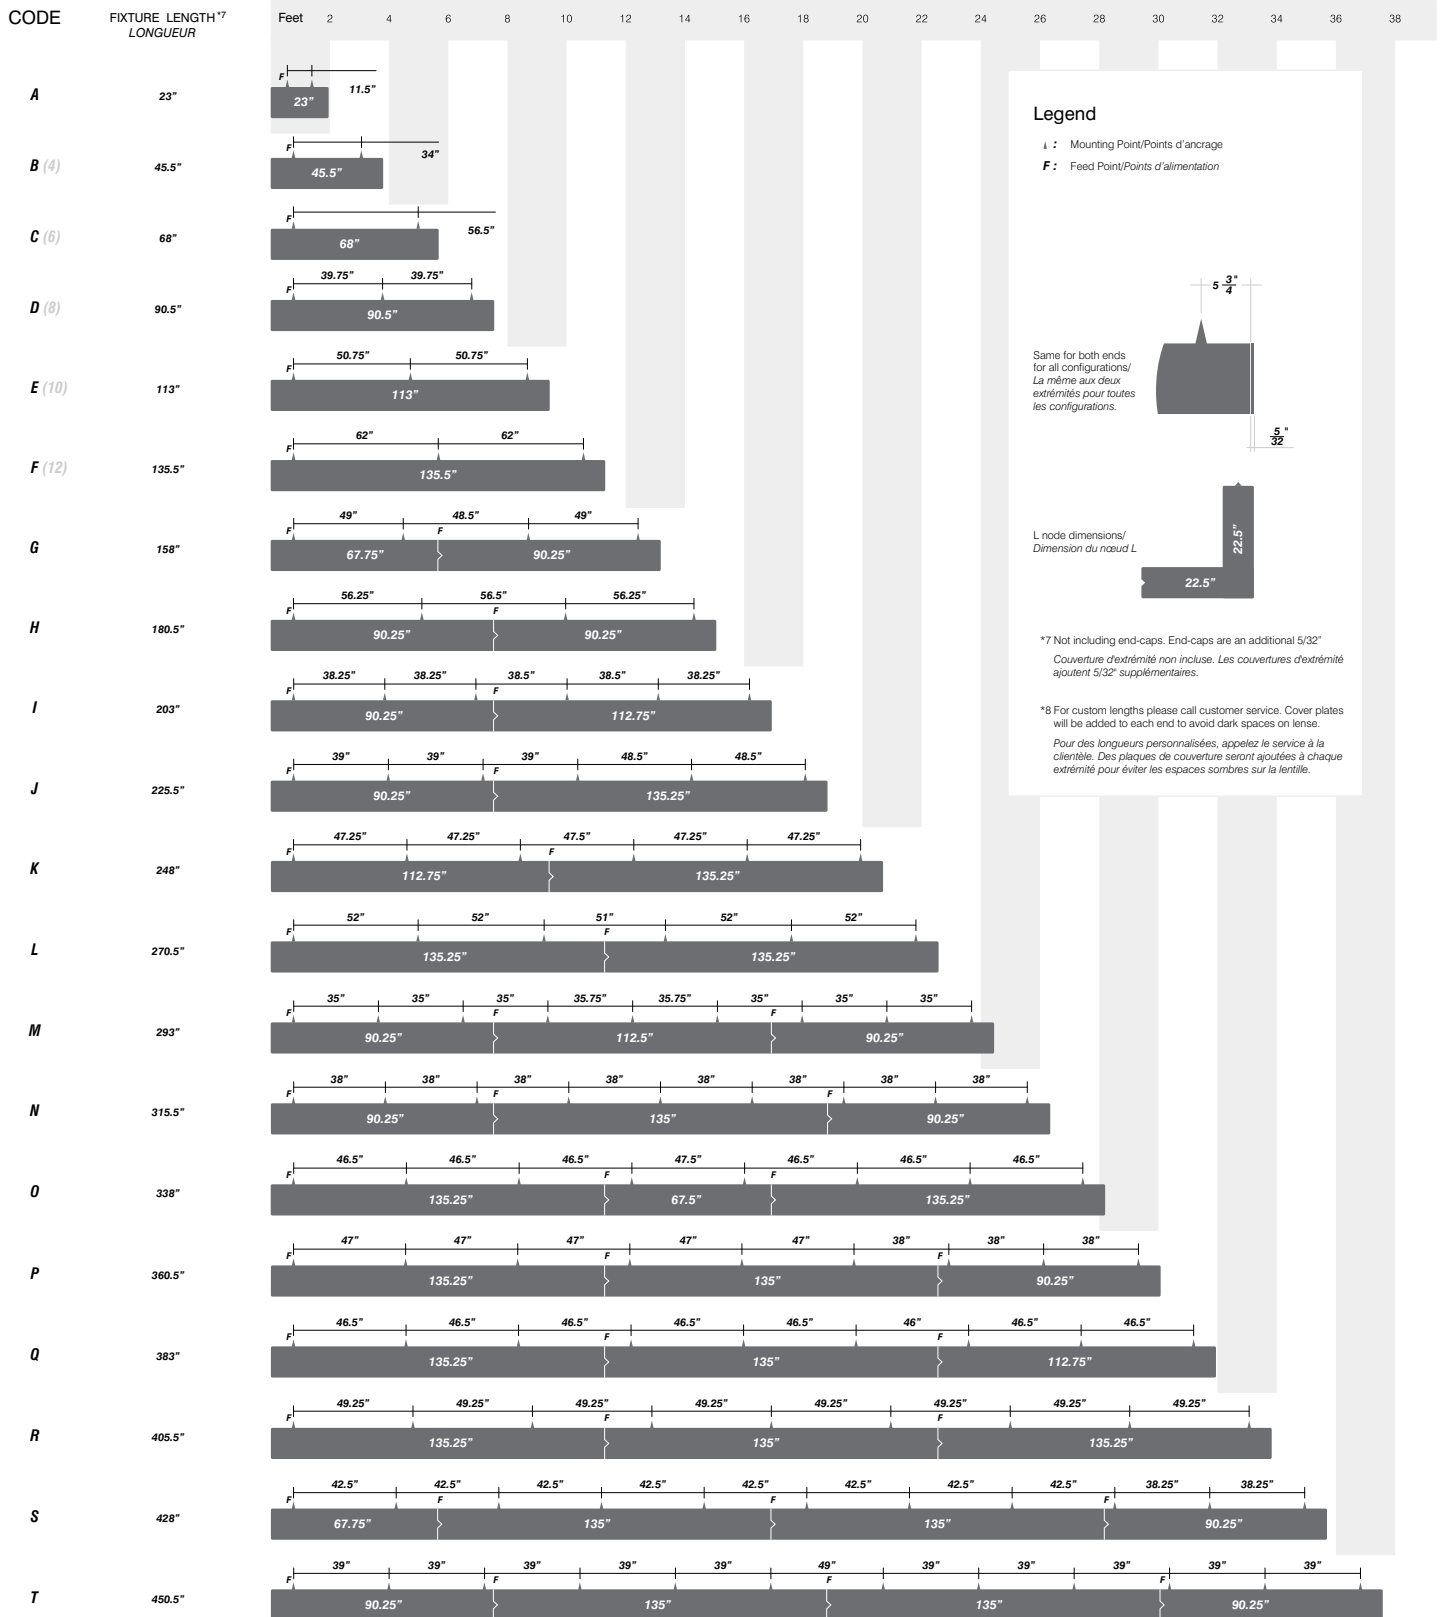 CODE FIXTURE LENGTH*7 Feet 2 4 6 8 10 12 14 16 18 20 22 24 26 28 30 32 34 36 38
LONGUEUR
F 11.5"
A 23" 23"
F 34"
B (4) 45.5" 45.5"
F 56.5"
C (6) 68" 68"
39.75" 39.75"
F
D (8) 90.5" 90.5"
50.75" 50.75"
F
E (10) 113" 113"
62" 62"
F
F (12) 135.5" 135.5"
49" 48.5" 49"
F F
G 158" 67.75" 90.25"
56.25" 56.5" 56.25"
F F
H 180.5" 90.25" 90.25"
38.25" 38.25" 38.5" 38.5" 38.25"
F F
I 203" 90.25" 112.75"
39" 39" 39" 48.5" 48.5"
F F
J 225.5" 90.25" 135.25"
47.25" 47.25" 47.5" 47.25" 47.25"
F F
K 248" 112.75" 135.25"
52" 52" 51" 52" 52"
F F
L 270.5" 135.25" 135.25"
35" 35" 35" 35.75" 35.75" 35" 35" 35"
F F F
M 293" 90.25" 112.5" 90.25"
38" 38" 38" 38" 38" 38" 38" 38"
F F F
N 315.5" 90.25" 135" 90.25"
46.5" 46.5" 46.5" 47.5" 46.5" 46.5" 46.5"
F F F
O 338" 135.25" 67.5" 135.25"
47" 47" 47" 47" 47" 38" 38" 38"
F F F
P 360.5" 135.25" 135" 90.25"
46.5" 46.5" 46.5" 46.5" 46.5" 46" 46.5" 46.5"
F F F
Q 383" 135.25" 135" 112.75"
49.25" 49.25" 49.25" 49.25" 49.25" 49.25" 49.25" 49.25"
F F F
R 405.5" 135.25" 135" 135.25"
42.5" 42.5" 42.5" 42.5" 42.5" 42.5" 42.5" 42.5" 38.25" 38.25"
F F F F
S 428" 67.75" 135" 135" 90.25"
39" 39" 39" 39" 39" 49" 39" 39" 39" 39" 39"
F F F F
T 450.5" 90.25" 135" 135" 90.25"
Legend
: Mounting Point/Points d'ancrage
F : Feed Point/Points d'alimentation
5 3/4"
Same for both ends
for all configurations/
La même aux deux
extrémités pour toutes
les configurations.
5/32"
L node dimensions/
Dimension du nœud L
22.5"
22.5"
*7 Not including end-caps. End-caps are an additional 5/32"
Couverture d'extrémité non incluse. Les couvertures d'extrémité
ajoutent 5/32" supplémentaires.
*8 For custom lengths please call customer service. Cover plates
will be added to each end to avoid dark spaces on lense.
Pour des longueurs personnalisées, appelez le service à la
clientèle. Des plaques de couverture seront ajoutées à chaque
extrémité pour éviter les espaces sombres sur la lentille.